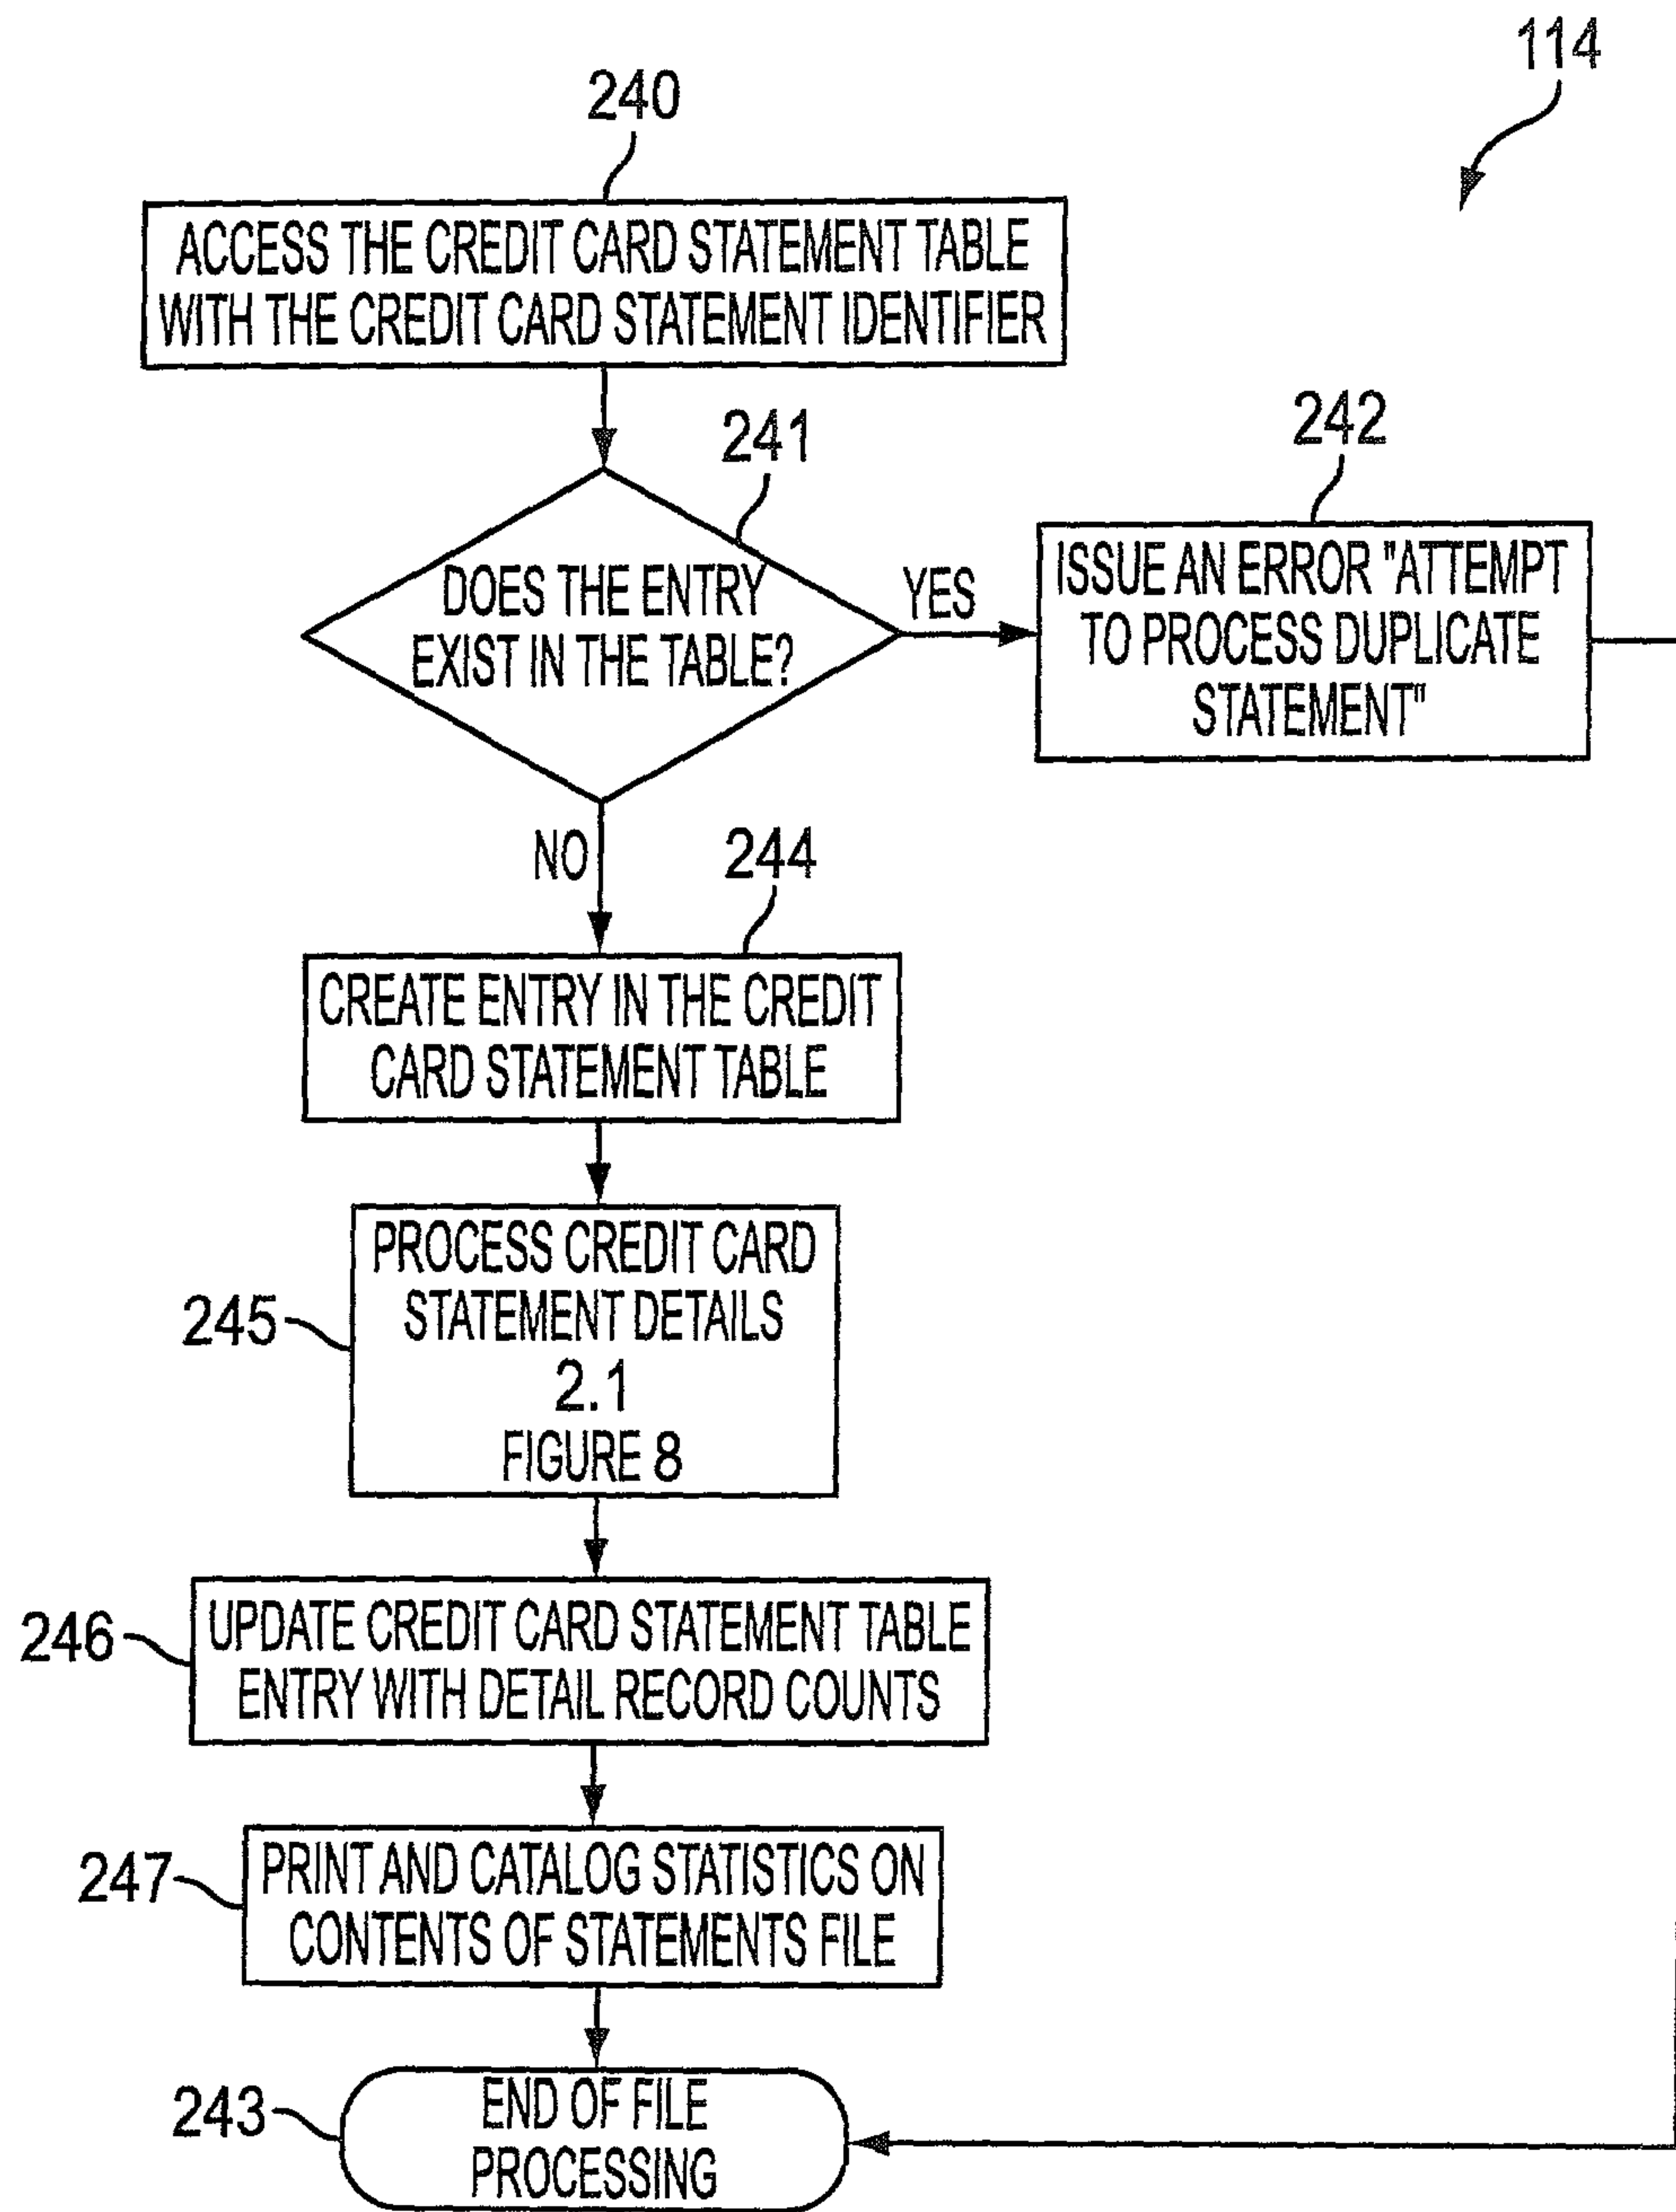 114
240
ACCESS THE CREDIT CARD STATEMENT TABLE
WITH THE CREDIT CARD STATEMENT IDENTIFIER
241
DOES THE ENTRY
EXIST IN THE TABLE?
YES
242
ISSUE AN ERROR "ATTEMPT
TO PROCESS DUPLICATE
STATEMENT"
NO
244
CREATE ENTRY IN THE CREDIT
CARD STATEMENT TABLE
245
PROCESS CREDIT CARD
STATEMENT DETAILS
2.1
FIGURE 8
246
UPDATE CREDIT CARD STATEMENT TABLE
ENTRY WITH DETAIL RECORD COUNTS
247
PRINT AND CATALOG STATISTICS ON
CONTENTS OF STATEMENTS FILE
243
END OF FILE
PROCESSING